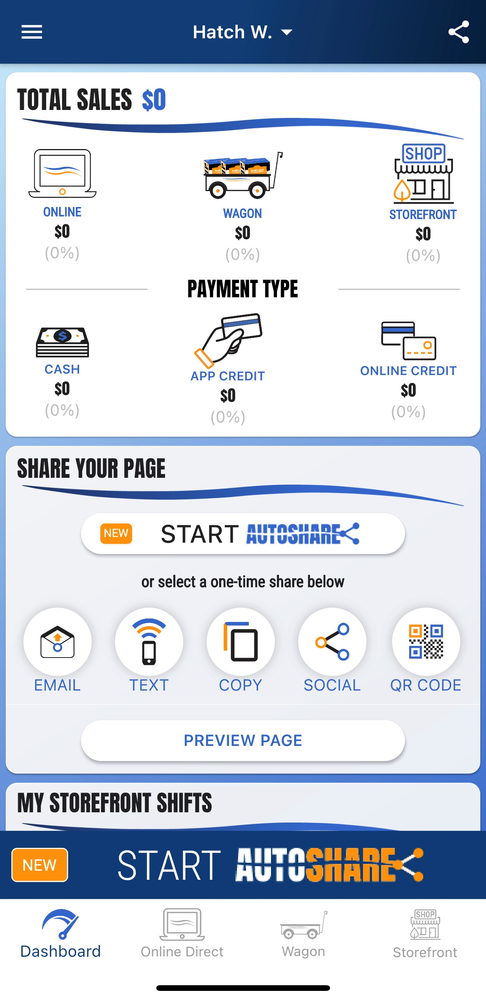 Hatch W.
TOTAL SALES $0
SHOP
ONLINE WAGON STOREFRONT
$0 $0 $0
(0%) (0%) (0%)
PAYMENT TYPE
CASH APP CREDIT ONLINE CREDIT
$0 $0 $0
(0%) (0%) (0%)
SHARE YOUR PAGE
NEW START AUTOSHARE
or select a one-time share below
EMAIL TEXT COPY SOCIAL QR CODE
PREVIEW PAGE
MY STOREFRONT SHIFTS
NEW START AUTOSHARE
SHOP
Dashboard Online Direct Wagon Storefront